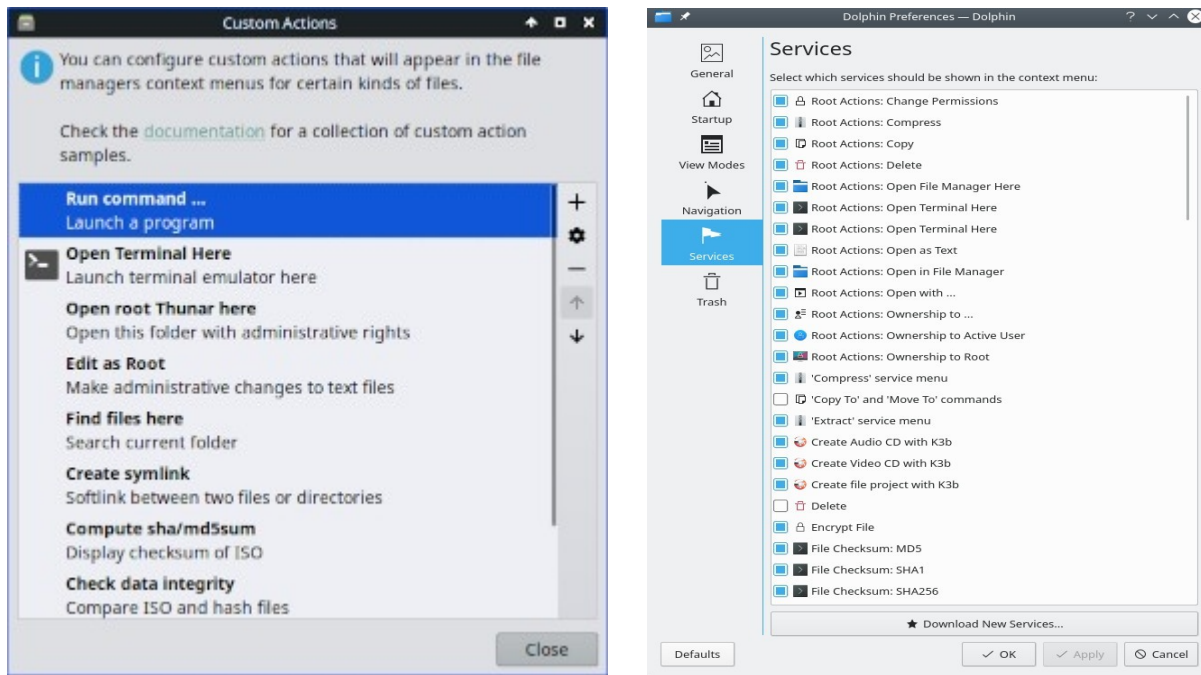 Custom Actions
You can configure custom actions that will appear in the file
managers context menus for certain kinds of files.
Check the documentation for a collection of custom action
samples.
Run command ...
Launch a program
Open Terminal Here
Launch terminal emulator here
Open root Thunar here
Open this folder with administrative rights
Edit as Root
Make administrative changes to text files
Find files here
Search current folder
Create symlink
Softlink between two files or directories
Compute sha/md5sum
Display checksum of ISO
Check data integrity
Compare ISO and hash files
Close
Dolphin Preferences — Dolphin
General
Startup
View Modes
Navigation
Services
Trash
Services
Select which services should be shown in the context menu:
Root Actions: Change Permissions
Root Actions: Compress
Root Actions: Copy
Root Actions: Delete
Root Actions: Open File Manager Here
Root Actions: Open Terminal Here
Root Actions: Open Terminal Here
Root Actions: Open as Text
Root Actions: Open in File Manager
Root Actions: Open with ...
Root Actions: Ownership to ...
Root Actions: Ownership to Active User
Root Actions: Ownership to Root
'Compress' service menu
'Copy To' and 'Move To' commands
'Extract' service menu
Create Audio CD with K3b
Create Video CD with K3b
Create file project with K3b
Delete
Encrypt File
File Checksum: MD5
File Checksum: SHA1
File Checksum: SHA256
Download New Services...
Defaults
OK
Apply
Cancel